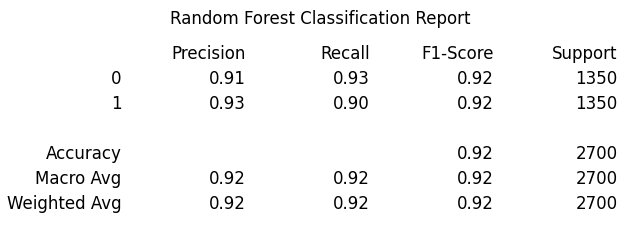 Random Forest Classification Report
Precision Recall F1-Score Support
0 0.91 0.93 0.92 1350
1 0.93 0.90 0.92 1350
Accuracy 0.92 2700
Macro Avg 0.92 0.92 0.92 2700
Weighted Avg 0.92 0.92 0.92 2700